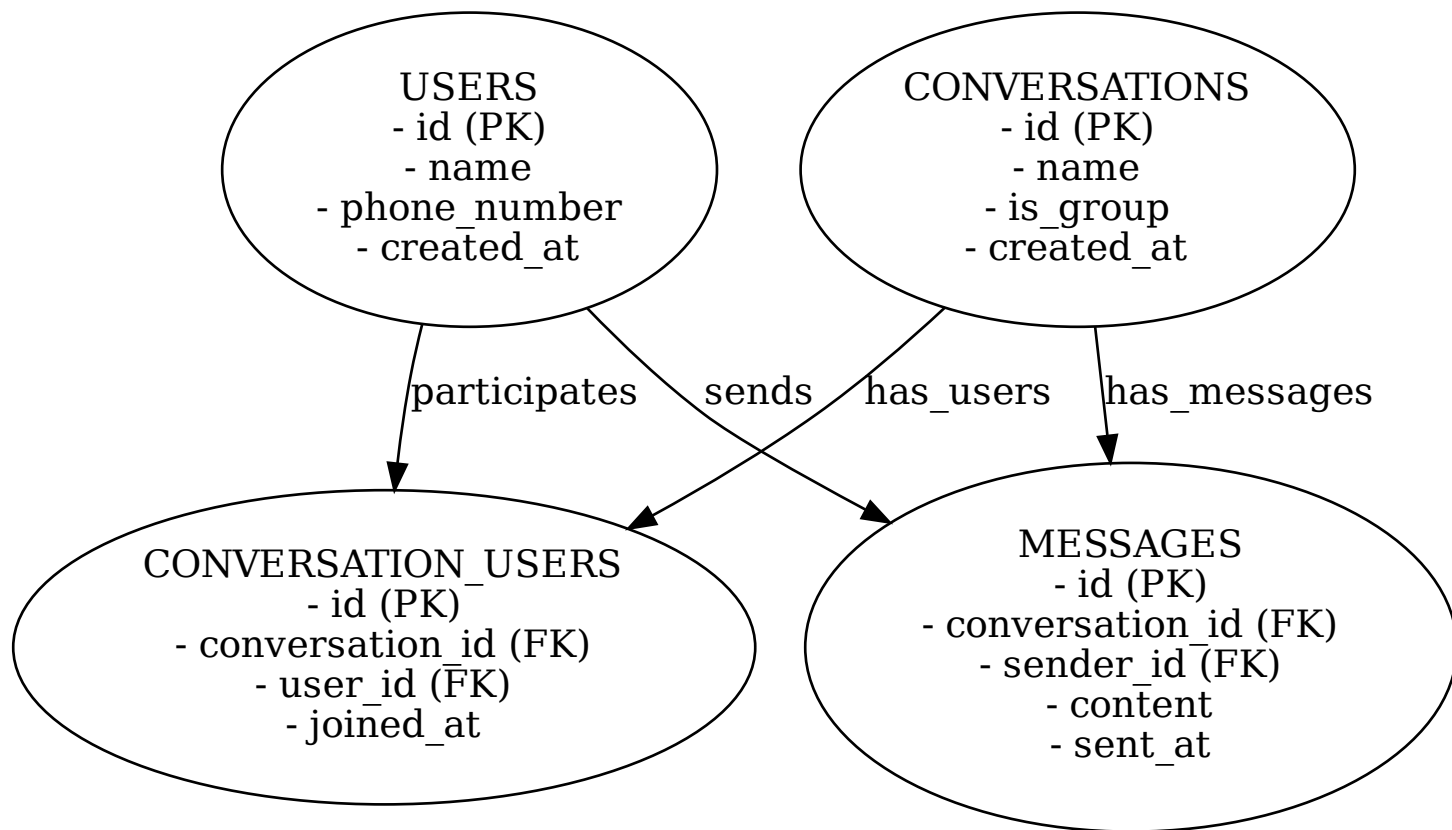 USERS
- id (PK)
- name
- phone_number
- created_at
CONVERSATIONS
- id (PK)
- name
- is_group
- created_at
participates
sends
has_users
has_messages
CONVERSATION_USERS
- id (PK)
- conversation_id (FK)
- user_id (FK)
- joined_at
MESSAGES
- id (PK)
- conversation_id (FK)
- sender_id (FK)
- content
- sent_at